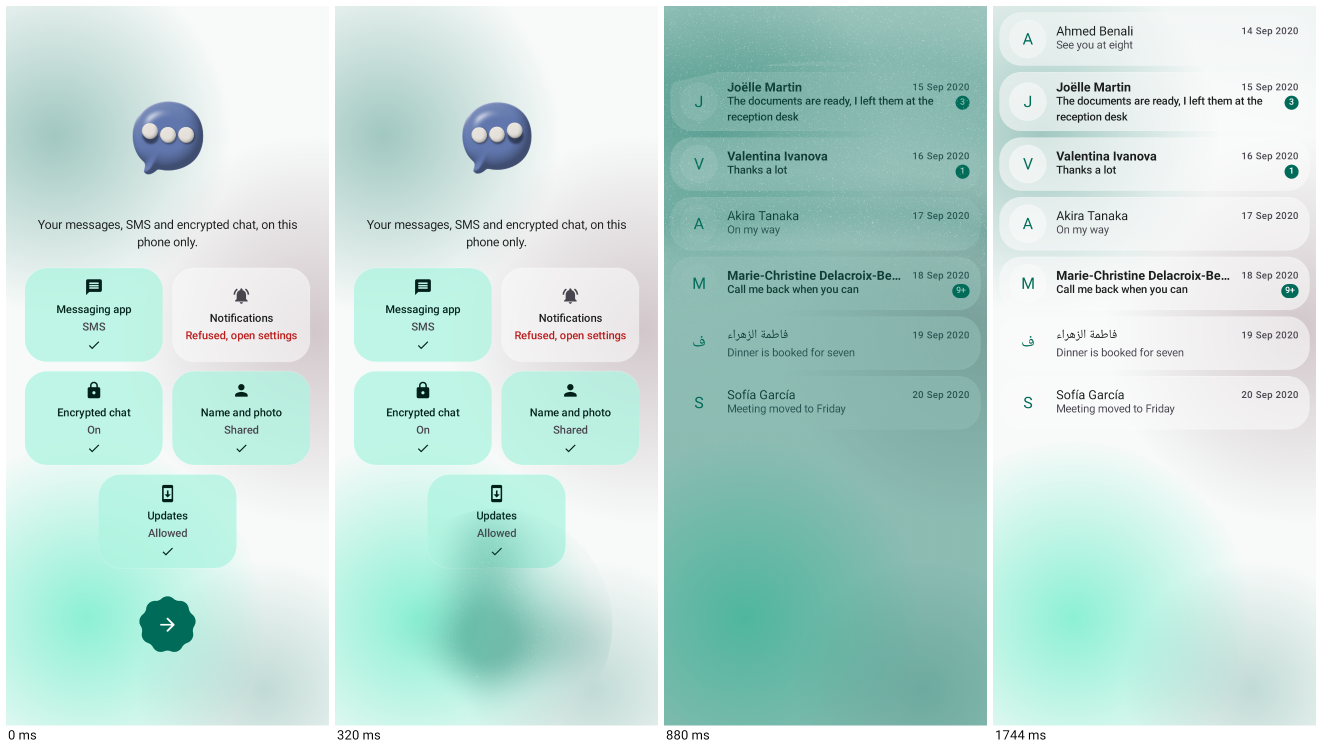 Your messages, SMS and encrypted chat, on this
phone only.
Messaging app
SMS
Notifications
Refused, open settings
Encrypted chat
On
Name and photo
Shared
Updates
Allowed
0 ms
Your messages, SMS and encrypted chat, on this
phone only.
Messaging app
SMS
Notifications
Refused, open settings
Encrypted chat
On
Name and photo
Shared
Updates
Allowed
320 ms
J
Joëlle Martin
15 Sep 2020
The documents are ready, I left them at the
3
reception desk
V
Valentina Ivanova
16 Sep 2020
Thanks a lot
1
A
Akira Tanaka
17 Sep 2020
On my way
M
Marie-Christine Delacroix-Be...
18 Sep 2020
Call me back when you can
9+
ف
فاطمة الزهراء
19 Sep 2020
Dinner is booked for seven
S
Sofía García
20 Sep 2020
Meeting moved to Friday
880 ms
A
Ahmed Benali
14 Sep 2020
See you at eight
J
Joëlle Martin
15 Sep 2020
The documents are ready, I left them at the
3
reception desk
V
Valentina Ivanova
16 Sep 2020
Thanks a lot
1
A
Akira Tanaka
17 Sep 2020
On my way
M
Marie-Christine Delacroix-Be...
18 Sep 2020
Call me back when you can
9+
ف
فاطمة الزهراء
19 Sep 2020
Dinner is booked for seven
S
Sofía García
20 Sep 2020
Meeting moved to Friday
1744 ms